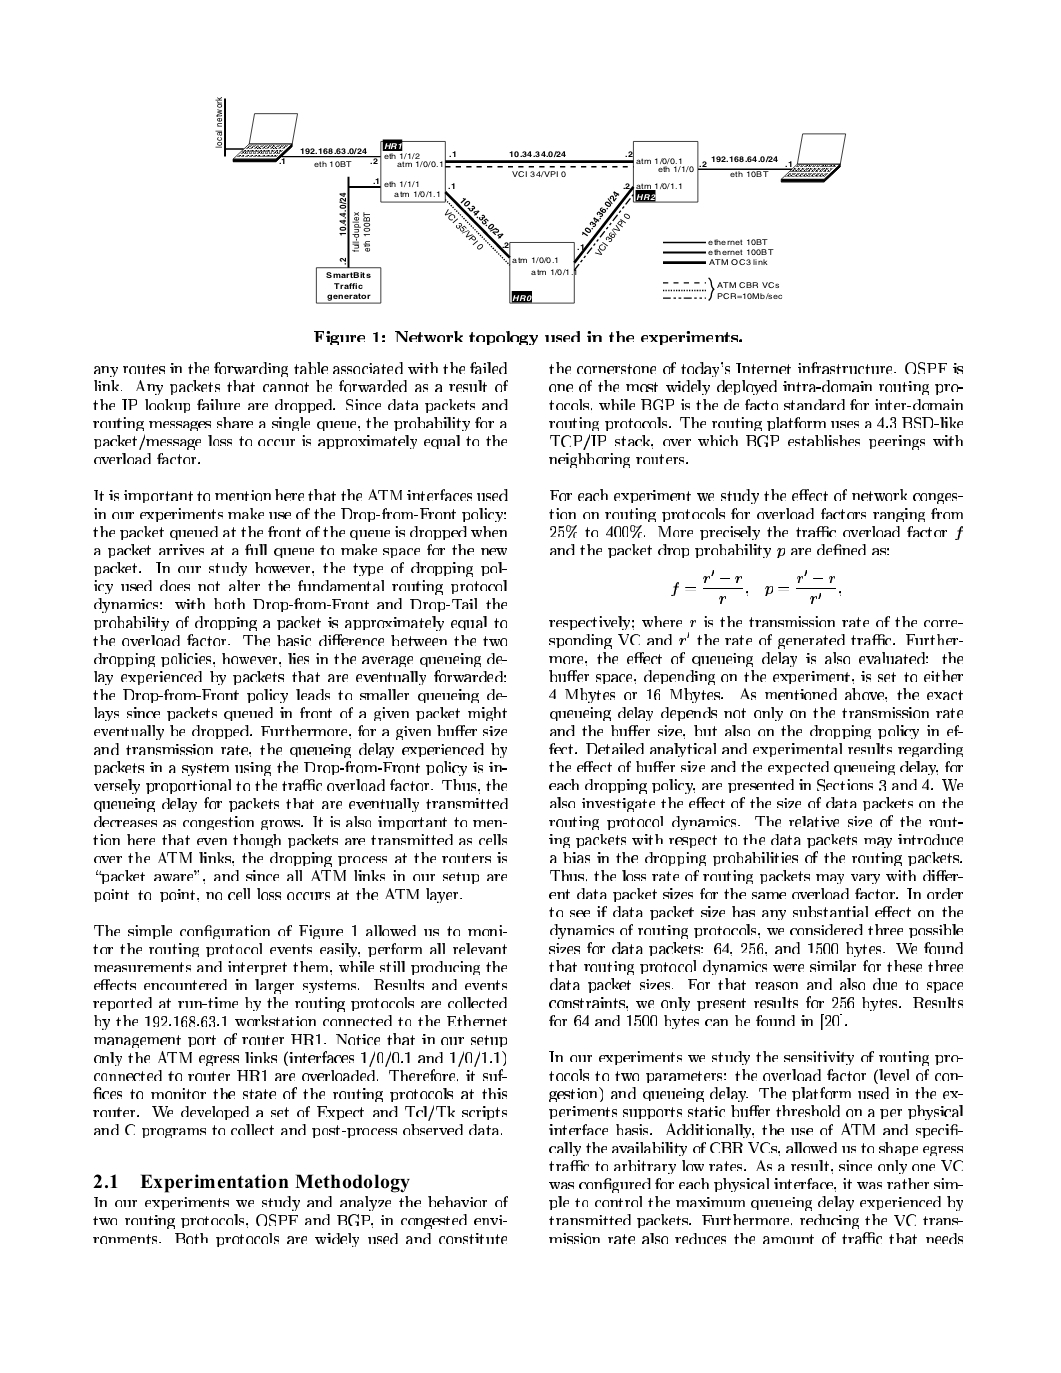 local network
192.168.63.0/24
.1
eth 10BT
.2
HR1
eth 1/1/2
atm 1/0/0.1
.1
eth 1/1/1
atm 1/0/1.1
10.4.4.0/24
full-duplex
eth 100BT
.2
SmartBits
Traffic
generator
.1
10.34.34.0/24
.2
VCI 34/VPI 0
.1
10.34.35.0/24
VCI 35/VPI 0
.2
atm 1/0/0.1
atm 1/0/1.1
HR0
.1
10.34.36.0/24
VCI 36/VPI 0
.2
atm 1/0/0.1
eth 1/1/0
atm 1/0/1.1
HR2
.2
192.168.64.0/24
.1
eth 10BT
ethernet 10BT
ethernet 100BT
ATM OC3 link
ATM CBR VCs
PCR=10Mb/sec
Figure 1: Network topology used in the experiments.
any routes in the forwarding table associated with the failed
link. Any packets that cannot be forwarded as a result of
the IP lookup failure are dropped. Since data packets and
routing messages share a single queue, the probability for a
packet/message loss to occur is approximately equal to the
overload factor.
It is important to mention here that the ATM interfaces used
in our experiments make use of the Drop-from-Front policy:
the packet queued at the front of the queue is dropped when
a packet arrives at a full queue to make space for the new
packet. In our study however, the type of dropping pol-
icy used does not alter the fundamental routing protocol
dynamics: with both Drop-from-Front and Drop-Tail the
probability of dropping a packet is approximately equal to
the overload factor. The basic difference between the two
dropping policies, however, lies in the average queueing de-
lay experienced by packets that are eventually forwarded:
the Drop-from-Front policy leads to smaller queueing de-
lays since packets queued in front of a given packet might
eventually be dropped. Furthermore, for a given buffer size
and transmission rate, the queueing delay experienced by
packets in a system using the Drop-from-Front policy is in-
versely proportional to the traffic overload factor. Thus, the
queueing delay for packets that are eventually transmitted
decreases as congestion grows. It is also important to men-
tion here that even though packets are transmitted as cells
over the ATM links, the dropping process at the routers is
“packet aware”, and since all ATM links in our setup are
point to point, no cell loss occurs at the ATM layer.
The simple configuration of Figure 1 allowed us to moni-
tor the routing protocol events easily, perform all relevant
measurements and interpret them, while still producing the
effects encountered in larger systems. Results and events
reported at run-time by the routing protocols are collected
by the 192.168.63.1 workstation connected to the Ethernet
management port of router HR1. Notice that in our setup
only the ATM egress links (interfaces 1/0/0.1 and 1/0/1.1)
connected to router HR1 are overloaded. Therefore, it suf-
fices to monitor the state of the routing protocols at this
router. We developed a set of Expect and Tcl/Tk scripts
and C programs to collect and post-process observed data.
2.1 Experimentation Methodology
In our experiments we study and analyze the behavior of
two routing protocols, OSPF and BGP, in congested envi-
ronments. Both protocols are widely used and constitute
the cornerstone of today's Internet infrastructure. OSPF is
one of the most widely deployed intra-domain routing pro-
tocols, while BGP is the de facto standard for inter-domain
routing protocols. The routing platform uses a 4.3 BSD-like
TCP/IP stack, over which BGP establishes peerings with
neighboring routers.
For each experiment we study the effect of network conges-
tion on routing protocols for overload factors ranging from
25% to 400%. More precisely the traffic overload factor f
and the packet drop probability p are defined as:
f = (r′ − r)/r, p = (r′ − r)/r′,
respectively; where r is the transmission rate of the corre-
sponding VC and r′ the rate of generated traffic. Further-
more, the effect of queueing delay is also evaluated: the
buffer space, depending on the experiment, is set to either
4 Mbytes or 16 Mbytes. As mentioned above, the exact
queueing delay depends not only on the transmission rate
and the buffer size, but also on the dropping policy in ef-
fect. Detailed analytical and experimental results regarding
the effect of buffer size and the expected queueing delay, for
each dropping policy, are presented in Sections 3 and 4. We
also investigate the effect of the size of data packets on the
routing protocol dynamics. The relative size of the rout-
ing packets with respect to the data packets may introduce
a bias in the dropping probabilities of the routing packets.
Thus, the loss rate of routing packets may vary with differ-
ent data packet sizes for the same overload factor. In order
to see if data packet size has any substantial effect on the
dynamics of routing protocols, we considered three possible
sizes for data packets: 64, 256, and 1500 bytes. We found
that routing protocol dynamics were similar for these three
data packet sizes. For that reason and also due to space
constraints, we only present results for 256 bytes. Results
for 64 and 1500 bytes can be found in [20].
In our experiments we study the sensitivity of routing pro-
tocols to two parameters: the overload factor (level of con-
gestion) and queueing delay. The platform used in the ex-
periments supports static buffer threshold on a per physical
interface basis. Additionally, the use of ATM and specifi-
cally the availability of CBR VCs, allowed us to shape egress
traffic to arbitrary low rates. As a result, since only one VC
was configured for each physical interface, it was rather sim-
ple to control the maximum queueing delay experienced by
transmitted packets. Furthermore, reducing the VC trans-
mission rate also reduces the amount of traffic that needs